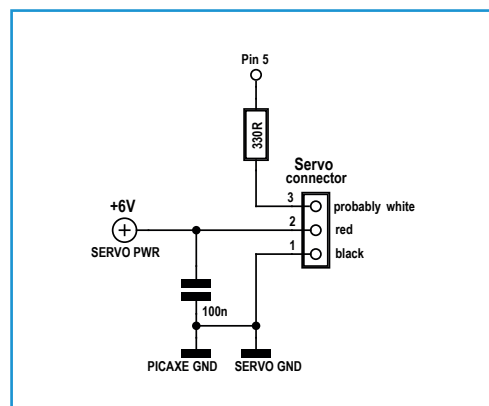 Pin 5
330R
Servo
connector
3
probably white
+6V
2
red
SERVO PWR
1
black
100n
PICAXE GND
SERVO GND